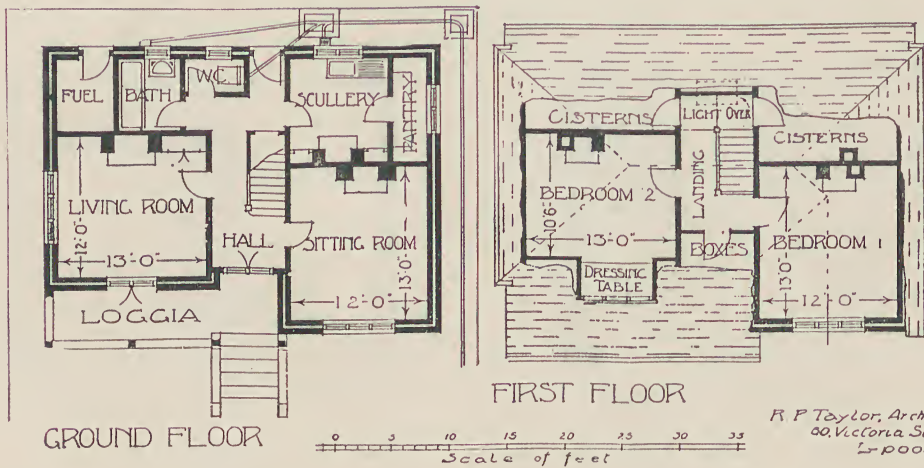 FUEL
BATH
W.C.
SCULLERY
PANTRY
LIVING ROOM
12'-0"
13'-0"
HALL
SITTING ROOM
13'-0"
12'-0"
LOGGIA
GROUND FLOOR
CISTERNS
LIGHT OVER
CISTERNS
BEDROOM 2
10'6"
13'-0"
LANDING
DRESSING
TABLE
BOXES
BEDROOM 1
13'0"
12'-0"
FIRST FLOOR
0 5 10 15 20 25 30 35
Scale of feet
R. P Taylor, Arch
Victoria